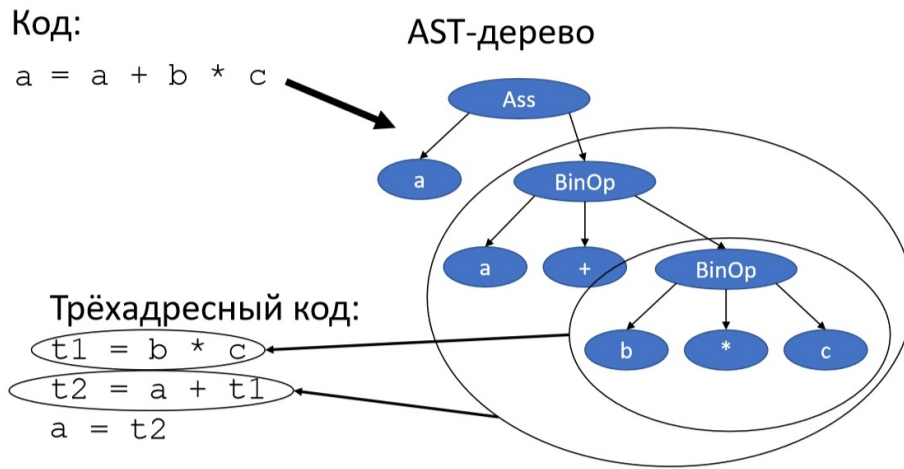 Код:
a = a + b * c
AST-дерево
Ass
a
BinOp
a
+
BinOp
b
*
c
Трёхадресный код:
t1 = b * c
t2 = a + t1
a = t2